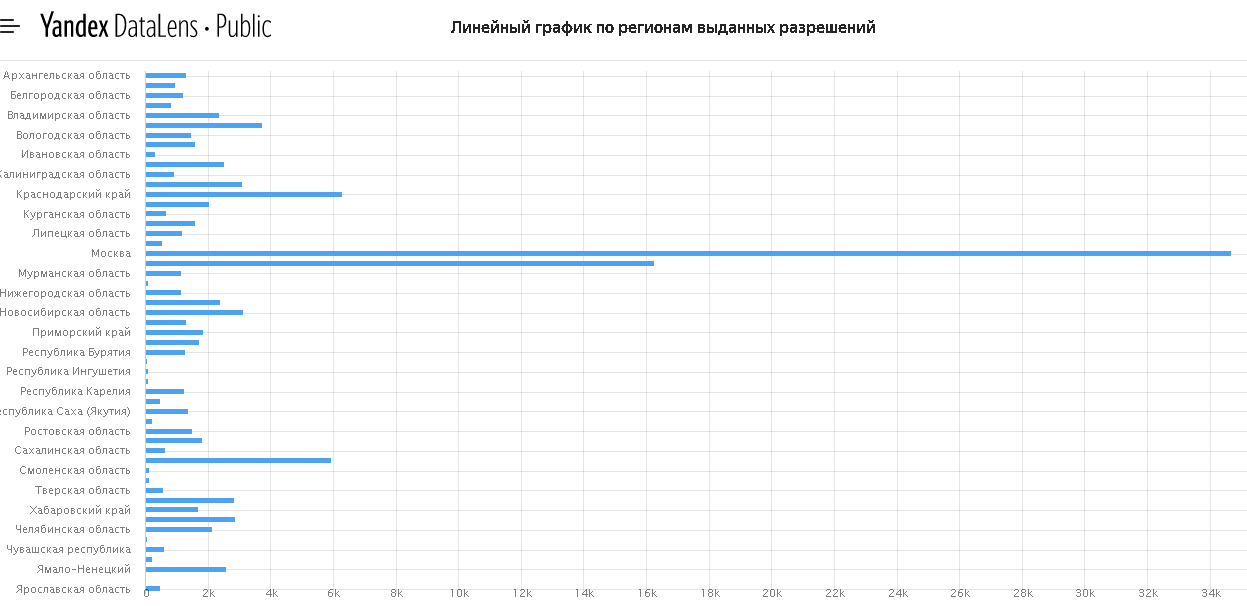 Yandex DataLens • Public
Линейный график по регионам выданных разрешений
Архангельская область
Белгородская область
Владимирская область
Вологодская область
Ивановская область
Калиниградская область
Краснодарский край
Курганская область
Липецкая область
Москва
Мурманская область
Нижегородская область
Новосибирская область
Приморский край
Республика Бурятия
Республика Ингушетия
Республика Карелия
еспублика Саха (Якутия)
Ростовская область
Сахалинская область
Смоленская область
Тверская область
Хабаровский край
Челябинская область
Чувашская республика
Ямало-Ненецкий
Ярославская область
0 2k 4k 6k 8k 10k 12k 14k 16k 18k 20k 22k 24k 26k 28k 30k 32k 34k